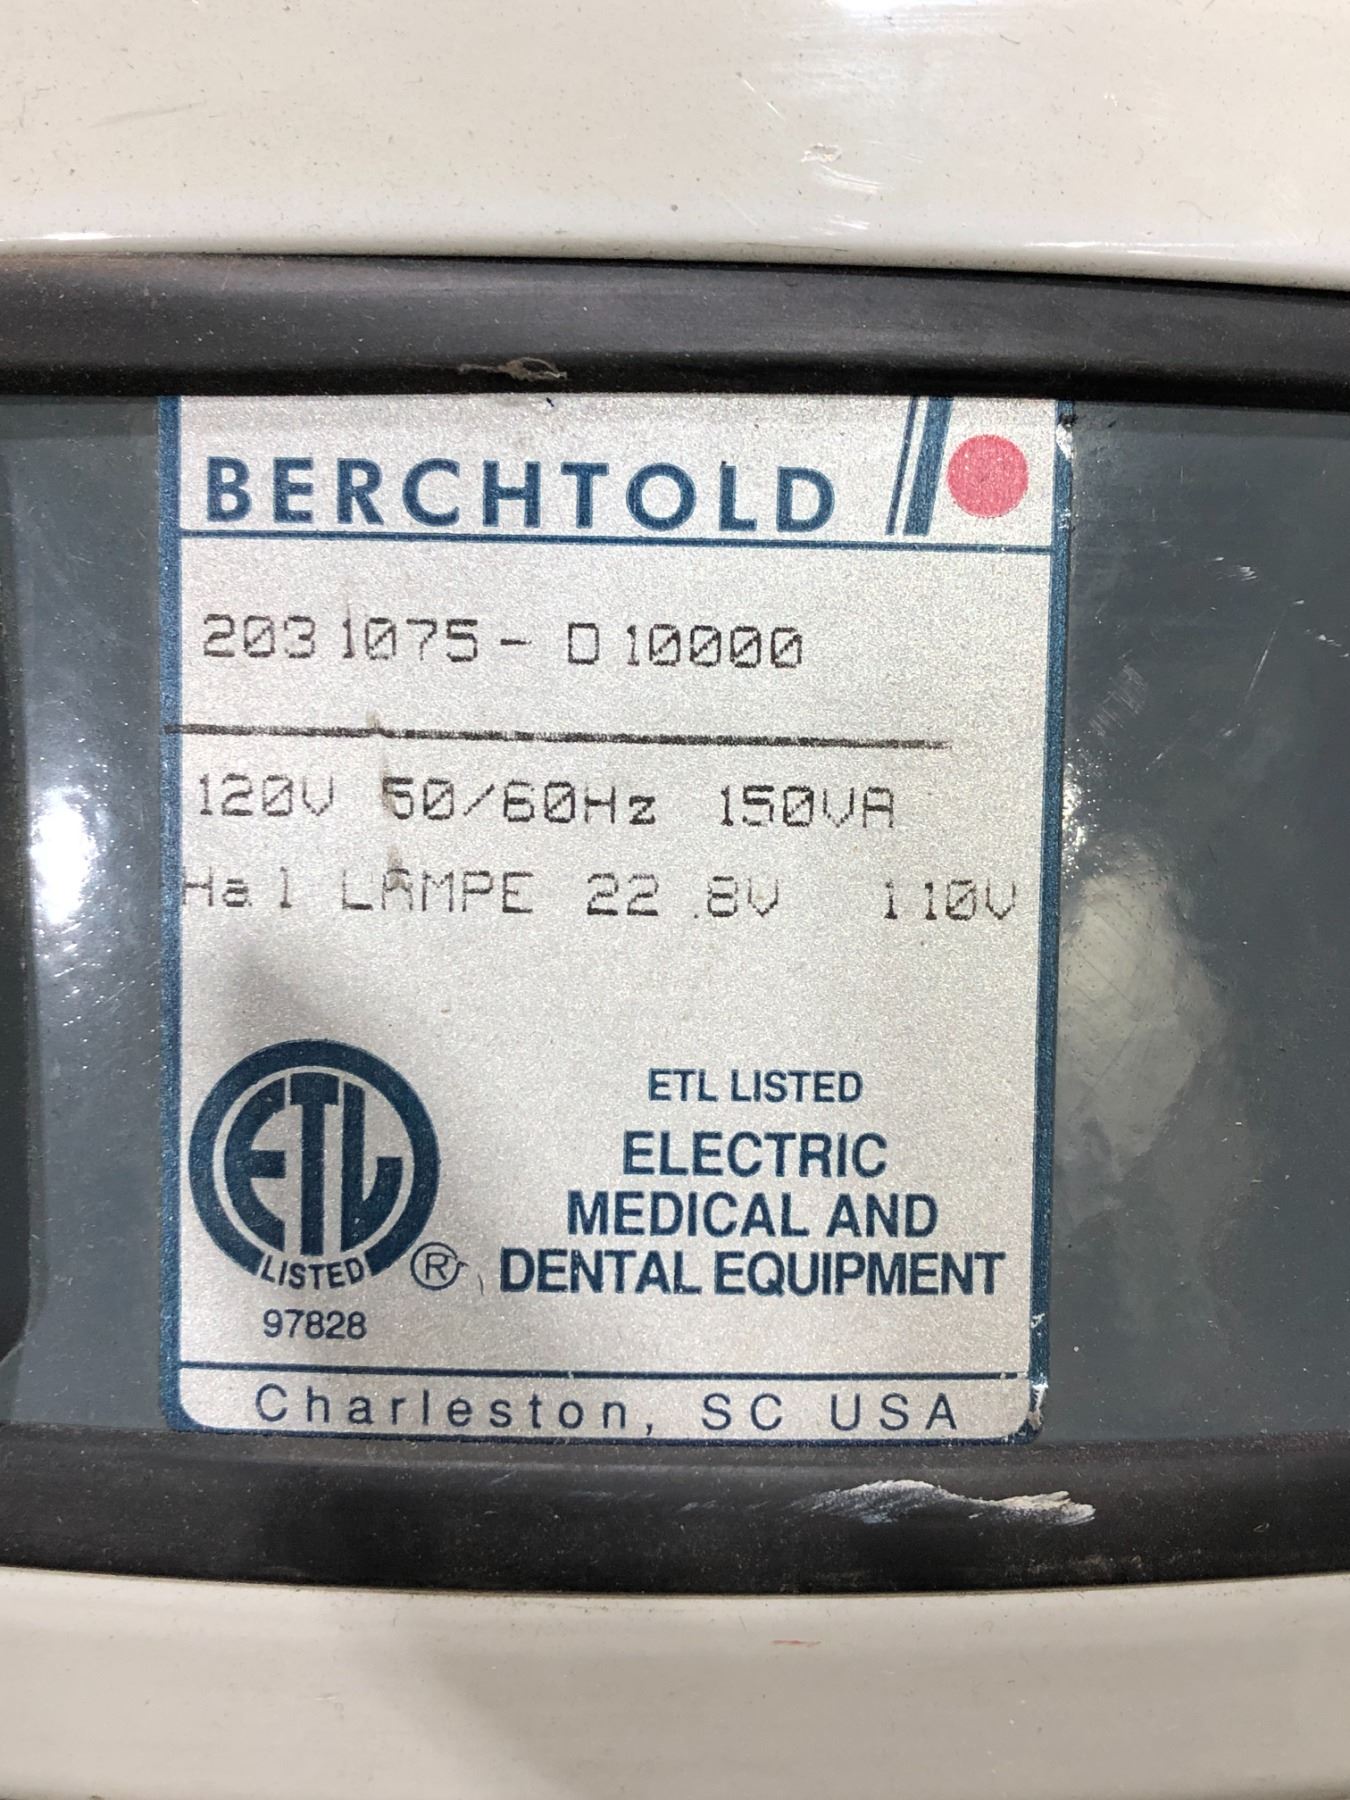 BERCHTOLD
2031075- D10000
120V 50/60Hz 150VA
Hal LAMPE 22.8V 110V
ETL LISTED
ELECTRIC
MEDICAL AND
DENTAL EQUIPMENT
ETL
LISTED
®
97828
Charleston, SC USA